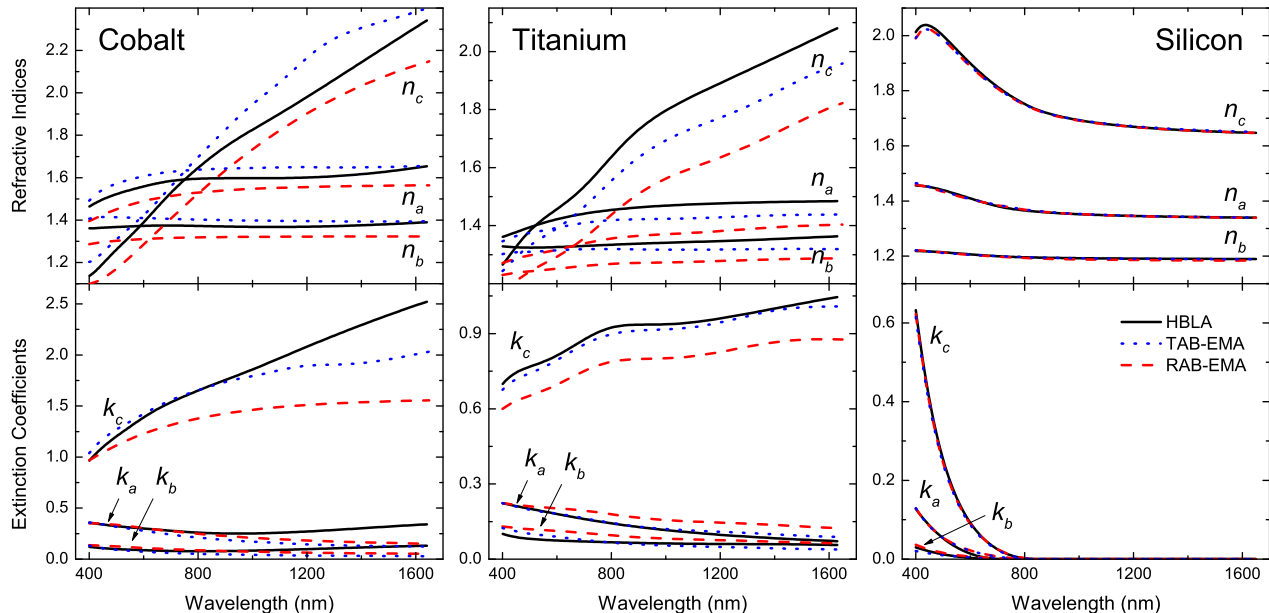 Cobalt
Refractive Indices
2.2
2.0
1.8
1.6
1.4
1.2
n_c
n_a
n_b
Titanium
2.0
1.8
1.6
1.4
n_c
n_a
n_b
Silicon
2.0
1.8
1.6
1.4
1.2
n_c
n_a
n_b
Extinction Coefficients
2.5
2.0
1.5
1.0
0.5
0.0
k_c
k_a
k_b
400 800 1200 1600
Wavelength (nm)
0.9
0.6
0.3
0.0
k_c
k_a
k_b
400 800 1200 1600
Wavelength (nm)
0.6
0.4
0.2
0.0
k_c
k_a
k_b
HBLA
TAB-EMA
RAB-EMA
400 800 1200 1600
Wavelength (nm)